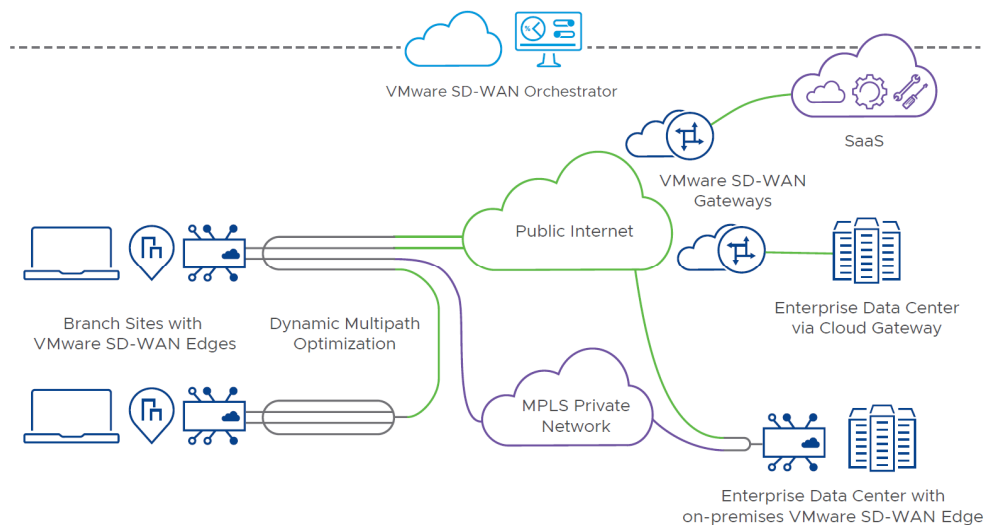 %
VMware SD-WAN Orchestrator
SaaS
VMware SD-WAN
Gateways
Public Internet
Branch Sites with
VMware SD-WAN Edges
Dynamic Multipath
Optimization
Enterprise Data Center
via Cloud Gateway
MPLS Private
Network
Enterprise Data Center with
on-premises VMware SD-WAN Edge